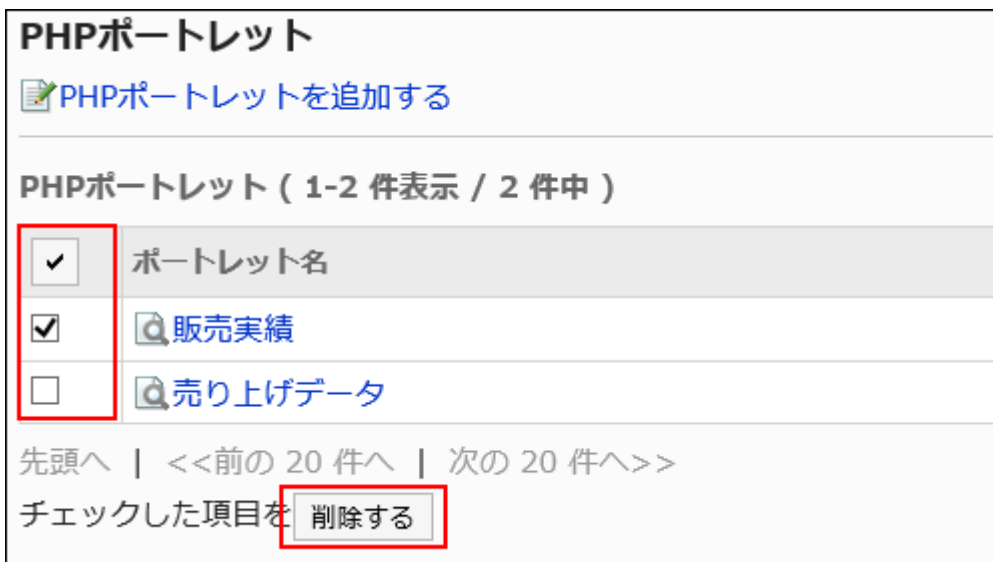 PHPポートレット
PHPポートレットを追加する
PHPポートレット ( 1-2 件表示 / 2 件中 )
ポートレット名
販売実績
売り上げデータ
先頭へ | <<前の 20 件へ | 次の 20 件へ>>
チェックした項目を 削除する